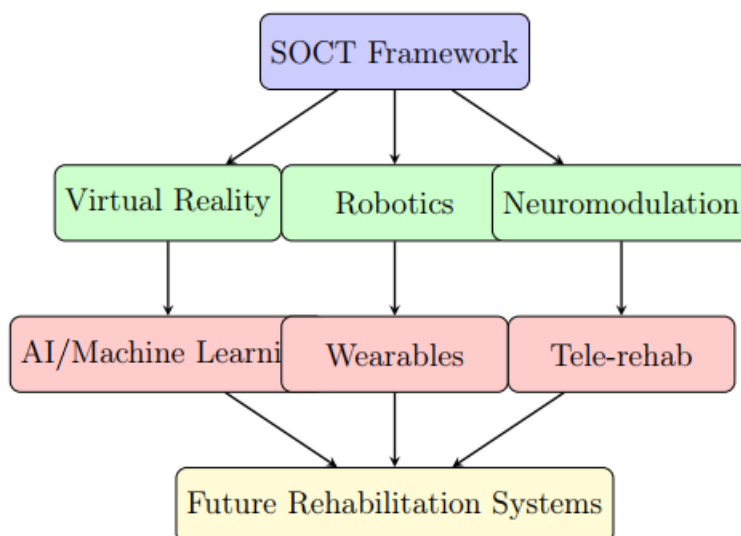 SOCT Framework
Virtual Reality
Robotics
Neuromodulation
AI/Machine Learni
Wearables
Tele-rehab
Future Rehabilitation Systems